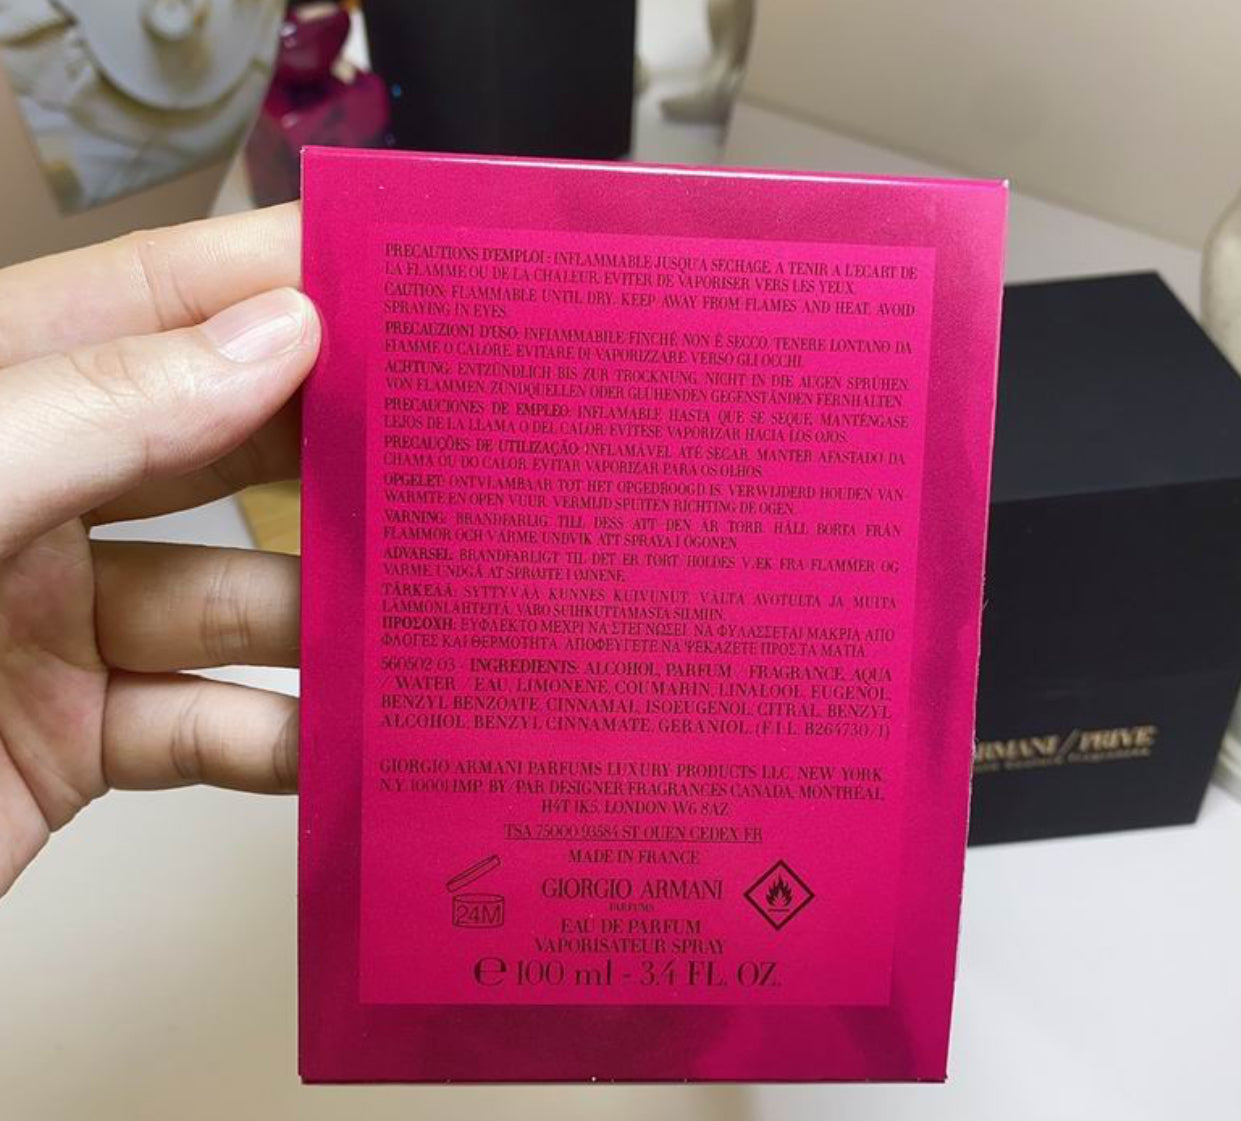 PRECAUTIONS D'EMPLOI : INFLAMMABLE JUSQU'A SECHAGE. A TENIR A L'ECART DE
LA FLAMME OU DE LA CHALEUR. EVITER DE VAPORISER VERS LES YEUX.
CAUTION: FLAMMABLE UNTIL DRY. KEEP AWAY FROM FLAMES AND HEAT. AVOID
SPRAYING IN EYES.
PRECAUZIONI D'USO: INFIAMMABILE FINCHÉ NON È SECCO. TENERE LONTANO DA
FIAMME O CALORE. EVITARE DI VAPORIZZARE VERSO GLI OCCHI.
ACHTUNG: ENTZÜNDLICH BIS ZUR TROCKNUNG. NICHT IN DIE AUGEN SPRÜHEN.
VON FLAMMEN, ZÜNDQUELLEN ODER GLÜHENDEN GEGENSTÄNDEN FERNHALTEN.
PRECAUCIONES DE EMPLEO: INFLAMABLE HASTA QUE SE SEQUE. MANTÉNGASE
LEJOS DE LA LLAMA O DEL CALOR. EVÍTESE VAPORIZAR HACIA LOS OJOS.
PRECAUÇÕES DE UTILIZAÇÃO: INFLAMÁVEL ATÉ SECAR. MANTER AFASTADO DA
CHAMA OU DO CALOR. EVITAR VAPORIZAR PARA OS OLHOS.
OPGELET: ONTVLAMBAAR TOT HET OPGEDROOGD IS. VERWIJDERD HOUDEN VAN
WARMTE EN OPEN VUUR. VERMIJD SPUITEN RICHTING DE OGEN.
VARNING: BRANDFARLIG TILL DESS ATT DEN ÄR TORR. HÅLL BORTA FRÅN
FLAMMOR OCH VÄRME. UNDVIK ATT SPRAYA I ÖGONEN.
ADVARSEL: BRANDFARLIGT TIL DET ER TØRT. HOLDES VÆK FRA FLAMMER OG
VARME. UNDGÅ AT SPRØJTE I ØJNENE.
TÄRKEÄÄ: SYTTYVÄÄ KUNNES KUIVUNUT. VÄLTÄ AVOTULTA JA MUITA
LÄMMÖNLÄHTEITÄ. VARO SUIHKUTTAMASTA SILMIIN.
ΠΡΟΣΟΧΗ: ΕΥΦΛΕΚΤΟ ΜΕΧΡΙ ΝΑ ΣΤΕΓΝΩΣΕΙ. ΝΑ ΦΥΛΑΣΣΕΤΑΙ ΜΑΚΡΙΑ ΑΠΟ
ΦΛΟΓΕΣ ΚΑΙ ΘΕΡΜΟΤΗΤΑ. ΑΠΟΦΕΥΓΕΤΕ ΝΑ ΨΕΚΑΖΕΤΕ ΠΡΟΣ ΤΑ ΜΑΤΙΑ.
560502 03 - INGREDIENTS: ALCOHOL, PARFUM / FRAGRANCE, AQUA
/ WATER / EAU, LIMONENE, COUMARIN, LINALOOL, EUGENOL,
BENZYL BENZOATE, CINNAMAL, ISOEUGENOL, CITRAL, BENZYL
ALCOHOL, BENZYL CINNAMATE, GERANIOL. (F.I.L. B264730/1)
GIORGIO ARMANI PARFUMS LUXURY PRODUCTS LLC, NEW YORK,
N.Y. 10001 IMP. BY/PAR DESIGNER FRAGRANCES CANADA, MONTRÉAL,
H4T 1K5. LONDON W6 8AZ
TSA 75000 93584 ST OUEN CEDEX FR
MADE IN FRANCE
GIORGIO ARMANI
PARFUMS
24M
EAU DE PARFUM
VAPORISATEUR SPRAY
℮ 100 ml - 3.4 FL. OZ.
RMANI / PRIVÉ